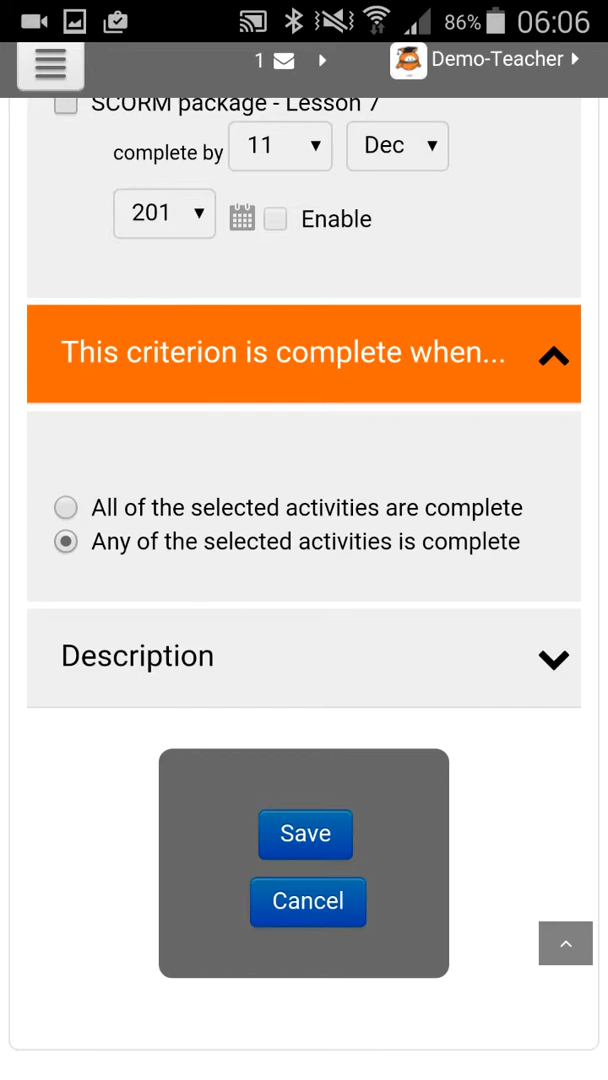 86% 06:06
1 Demo-Teacher
SCORM package - Lesson 7
complete by 11 Dec
201 Enable
This criterion is complete when...
All of the selected activities are complete
Any of the selected activities is complete
Description
Save
Cancel